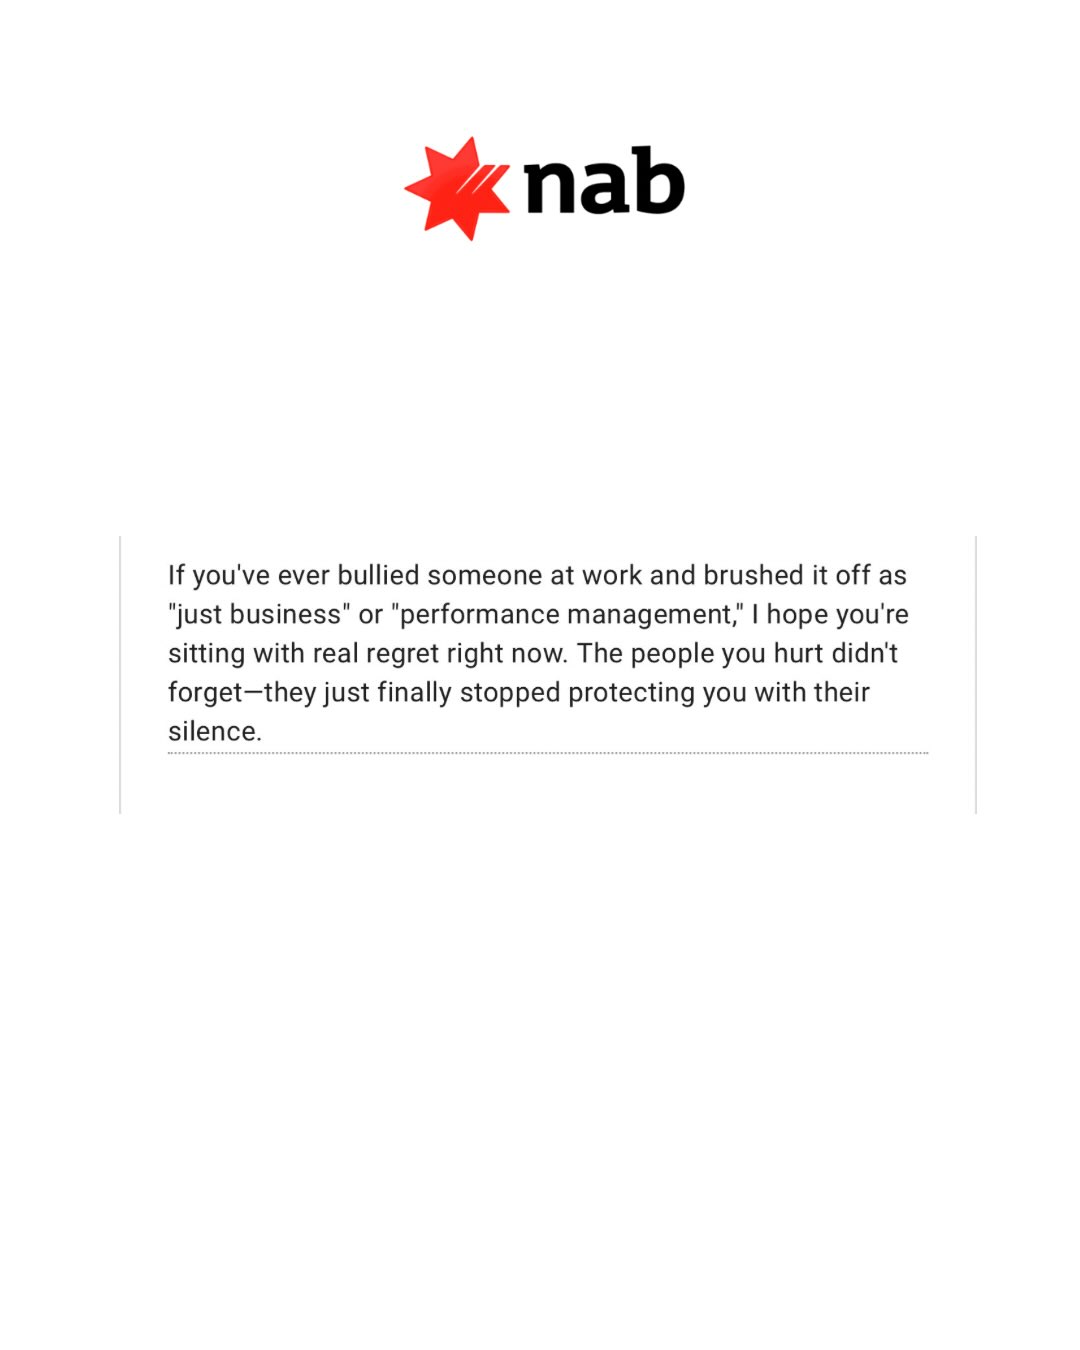 nab
If you've ever bullied someone at work and brushed it off as
"just business" or "performance management," I hope you're
sitting with real regret right now. The people you hurt didn't
forget—they just finally stopped protecting you with their
silence.